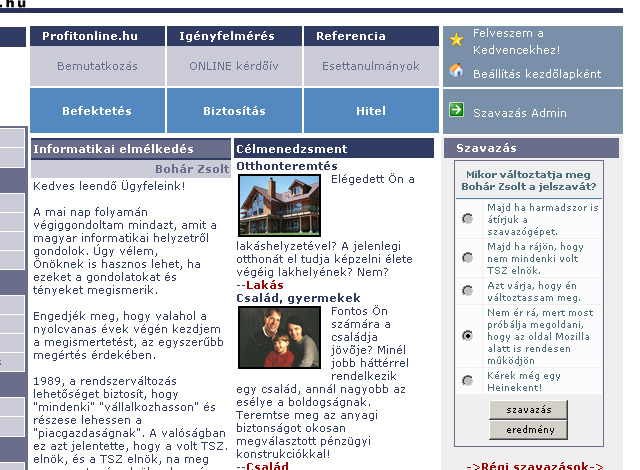 .hu
Profitonline.hu
Igényfelmérés
Referencia
Bemutatkozás
ONLINE kérdőív
Esettanulmányok
Befektetés
Biztosítás
Hitel
Felveszem a
Kedvencekhez!
Beállítás kezdőlapként
Szavazás Admin
Informatikai elmélkedés
Bohár Zsolt
Kedves leendő Ügyfeleink!
A mai nap folyamán
végiggondoltam mindazt, amit a
magyar informatikai helyzetről
gondolok. Úgy vélem,
Önöknek is hasznos lehet, ha
ezeket a gondolatokat és
tényeket megismerik.
Engedjék meg, hogy valahol a
nyolcvanas évek végén kezdjem
a megismertetést, az egyszerűbb
megértés érdekében.
1989, a rendszerváltozás
lehetőséget biztosít, hogy
"mindenki" "vállalkozhasson" és
részese lehessen a
"piacgazdaságnak". A valóságban
ez azt jelentette, hogy a volt TSZ.
elnök, és a TSZ elnök, na meg
Célmenedzsment
Otthonteremtés
Elégedett Ön a
lakáshelyzetével? A jelenlegi
otthonát el tudja képzelni élete
végéig lakhelyének? Nem?
--Lakás
Család, gyermekek
Fontos Ön
számára a
családja
jövője? Minél
jobb háttérrel
rendelkezik
egy család, annál nagyobb az
esélye a boldogságnak.
Teremtse meg az anyagi
biztonságot okosan
megválasztott pénzügyi
konstrukciókkal!
--Család
Szavazás
Mikor változtatja meg
Bohár Zsolt a jelszavát?
Majd ha harmadszor is
átírjuk a
szavazógépet.
Majd ha rájön, hogy
nem mindenki volt
TSZ elnök.
Azt várja, hogy én
változtassam meg.
Nem ér rá, mert most
próbálja megoldani,
hogy az oldal Mozilla
alatt is rendesen
működjön
Kérek még egy
Heinekent!
szavazás
eredmény
->Régi szavazások->